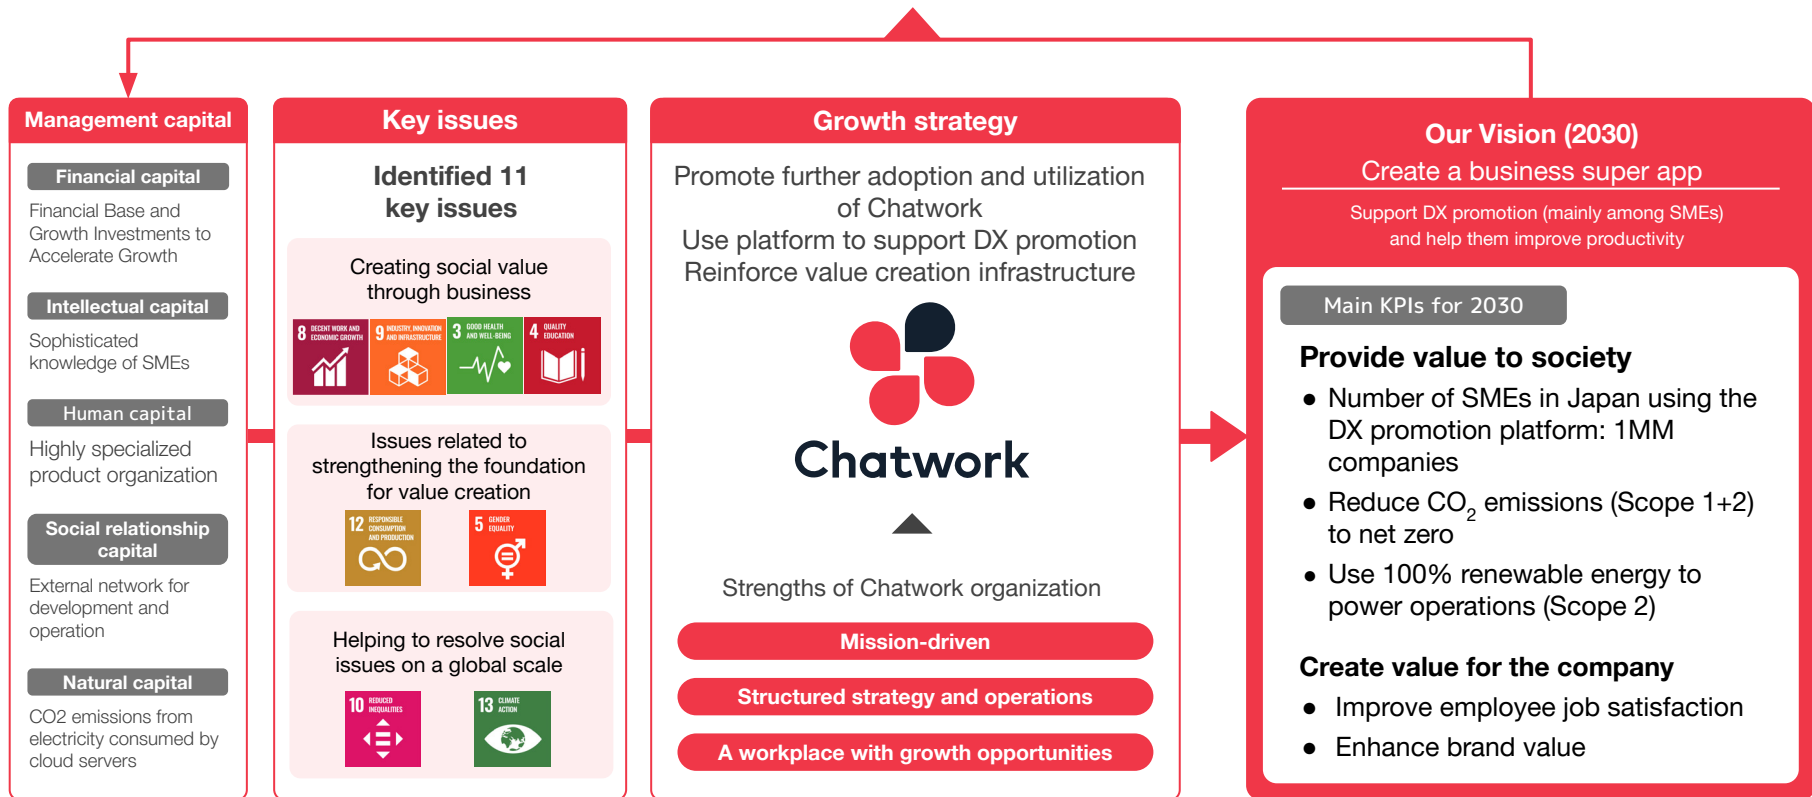 Management capital
Financial capital
Financial Base and
Growth Investments to
Accelerate Growth
Intellectual capital
Sophisticated
knowledge of SMEs
Human capital
Highly specialized
product organization
Social relationship
capital
External network for
development and
operation
Natural capital
CO2 emissions from
electricity consumed by
cloud servers
Key issues
Identified 11
key issues
Creating social value
through business
8 DECENT WORK AND
ECONOMIC GROWTH
9 INDUSTRY, INNOVATION
AND INFRASTRUCTURE
3 GOOD HEALTH
AND WELL-BEING
4 QUALITY
EDUCATION
Issues related to
strengthening the foundation
for value creation
12 RESPONSIBLE
CONSUMPTION
AND PRODUCTION
5 GENDER
EQUALITY
Helping to resolve social
issues on a global scale
10 REDUCED
INEQUALITIES
13 CLIMATE
ACTION
Growth strategy
Promote further adoption and utilization
of Chatwork
Use platform to support DX promotion
Reinforce value creation infrastructure
Chatwork
Strengths of Chatwork organization
Mission-driven
Structured strategy and operations
A workplace with growth opportunities
Our Vision (2030)
Create a business super app
Support DX promotion (mainly among SMEs)
and help them improve productivity
Main KPIs for 2030
Provide value to society
● Number of SMEs in Japan using the
DX promotion platform: 1MM
companies
● Reduce CO2 emissions (Scope 1+2)
to net zero
● Use 100% renewable energy to
power operations (Scope 2)
Create value for the company
● Improve employee job satisfaction
● Enhance brand value